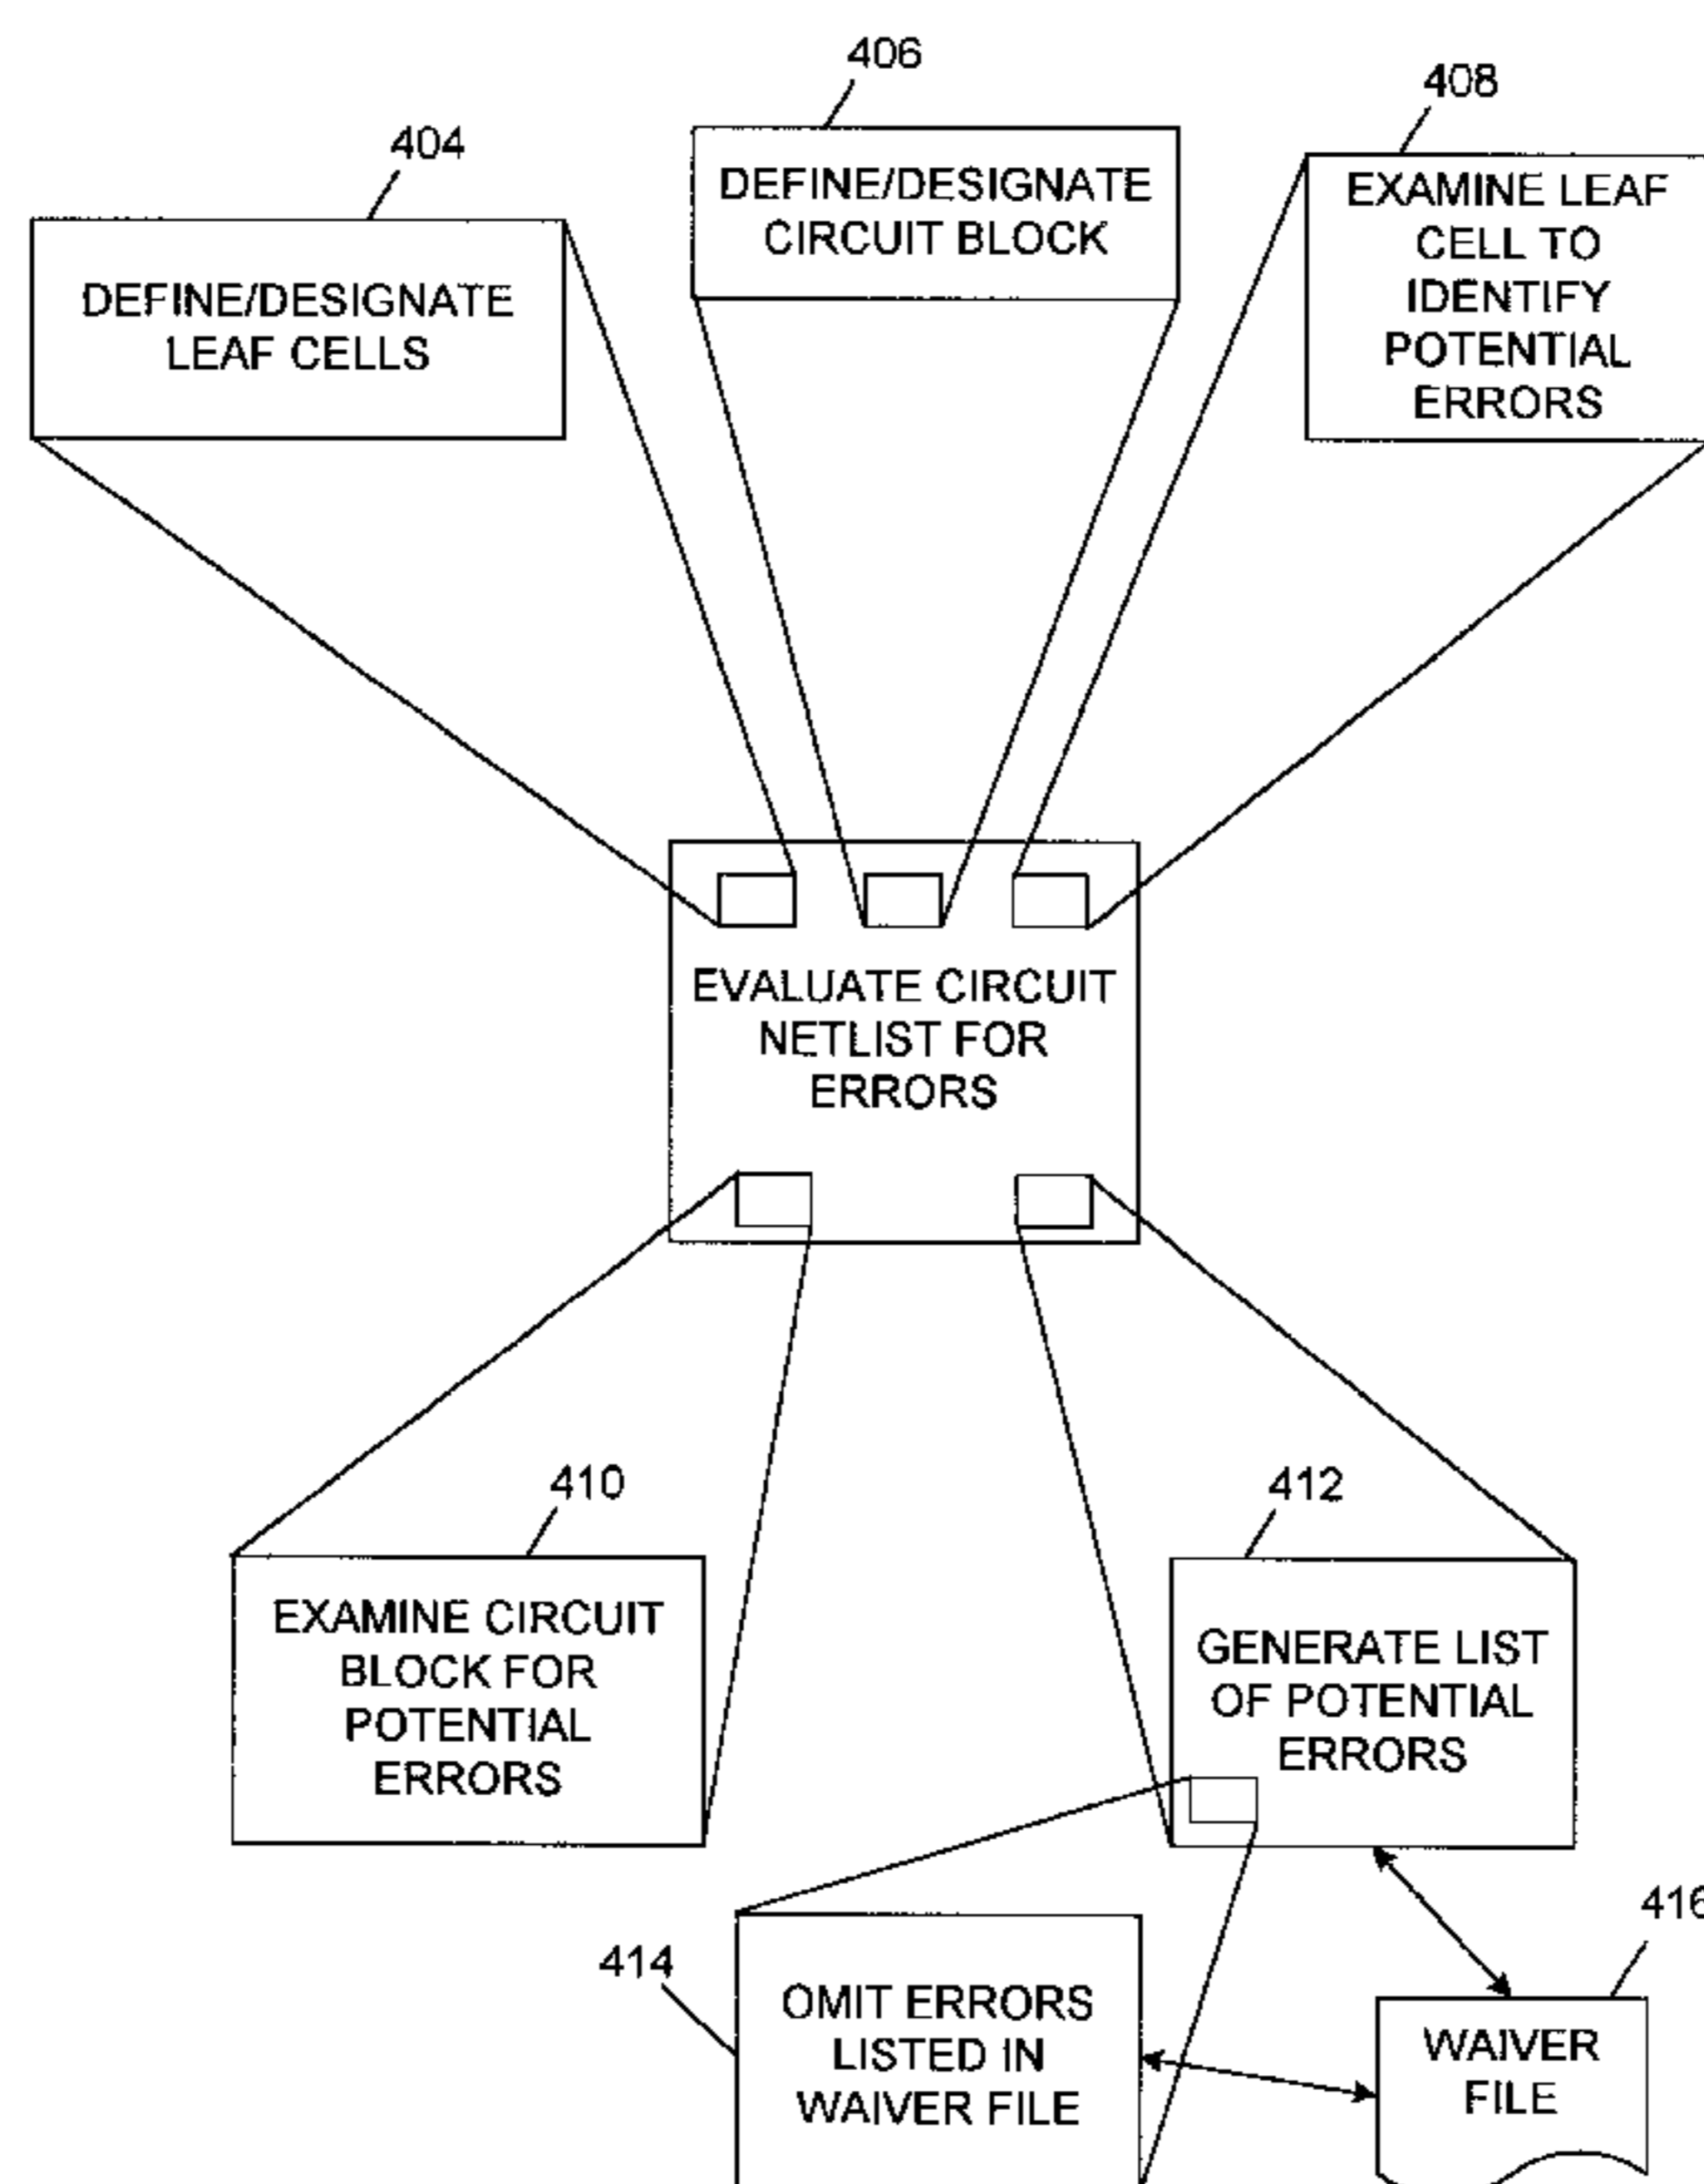 406
408
404
DEFINE/DESIGNATE
CIRCUIT BLOCK
EXAMINE LEAF
CELL TO
IDENTIFY
POTENTIAL
ERRORS
DEFINE/DESIGNATE
LEAF CELLS
EVALUATE CIRCUIT
NETLIST FOR
ERRORS
410
412
EXAMINE CIRCUIT
BLOCK FOR
POTENTIAL
ERRORS
GENERATE LIST
OF POTENTIAL
ERRORS
416
414
OMIT ERRORS
LISTED IN
WAIVER FILE
WAIVER
FILE